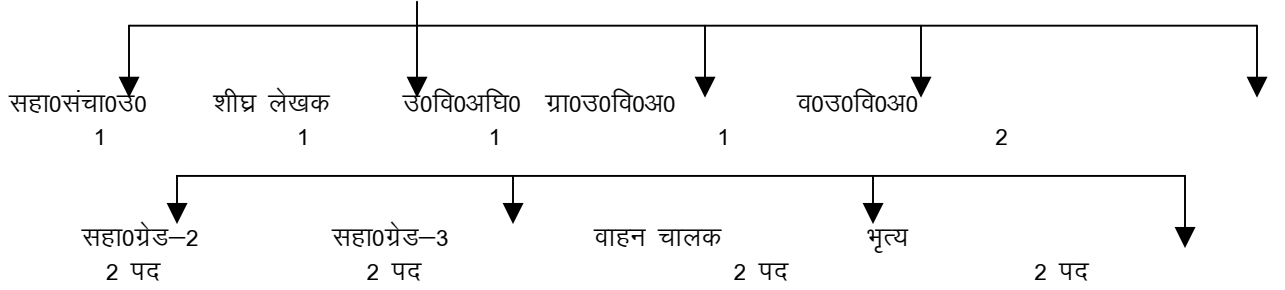 सहा0संचा0उ0 शीघ्र लेखक उ0वि0अघि0 ग्रा0उ0वि0अ0 व0उ0वि0अ0
1 1 1 1 2
सहा0ग्रेड–2 सहा0ग्रेड–3 वाहन चालक भृत्य
2 पद 2 पद 2 पद 2 पद